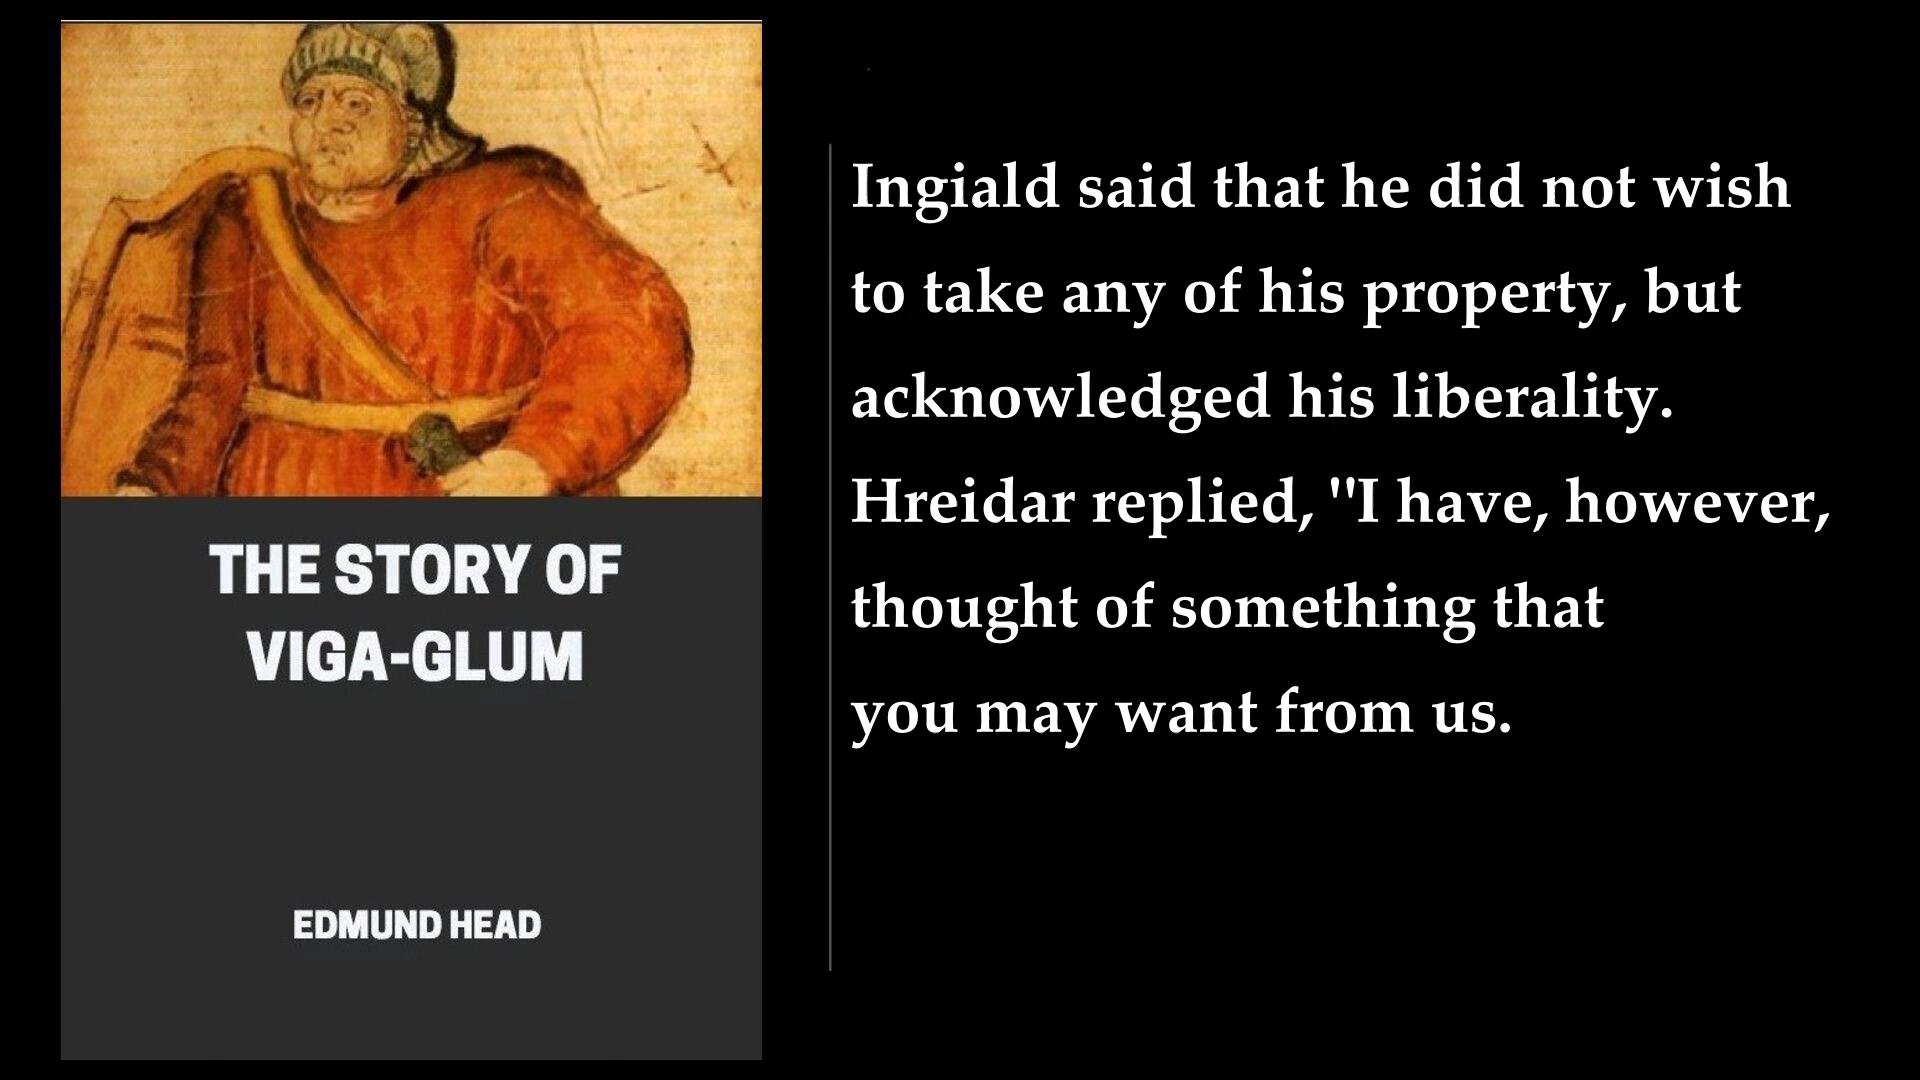 THE STORY OF
VIGA-GLUM
EDMUND HEAD
Ingiald said that he did not wish
to take any of his property, but
acknowledged his liberality.
Hreidar replied, "I have, however,
thought of something that
you may want from us.